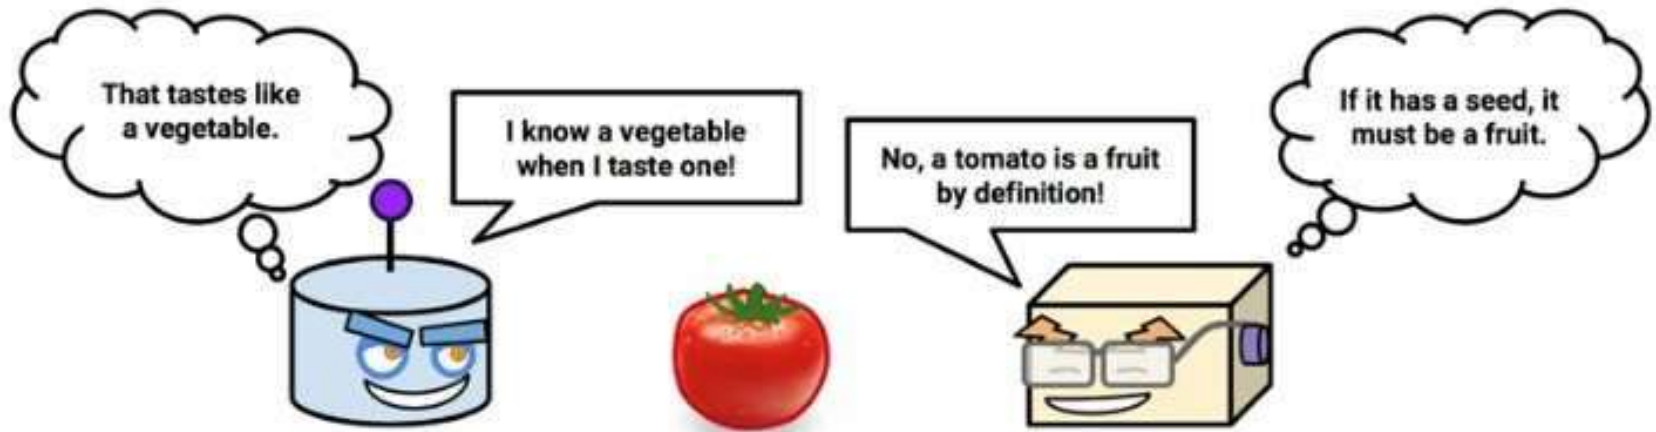 That tastes like
a vegetable.
I know a vegetable
when I taste one!
No, a tomato is a fruit
by definition!
If it has a seed, it
must be a fruit.